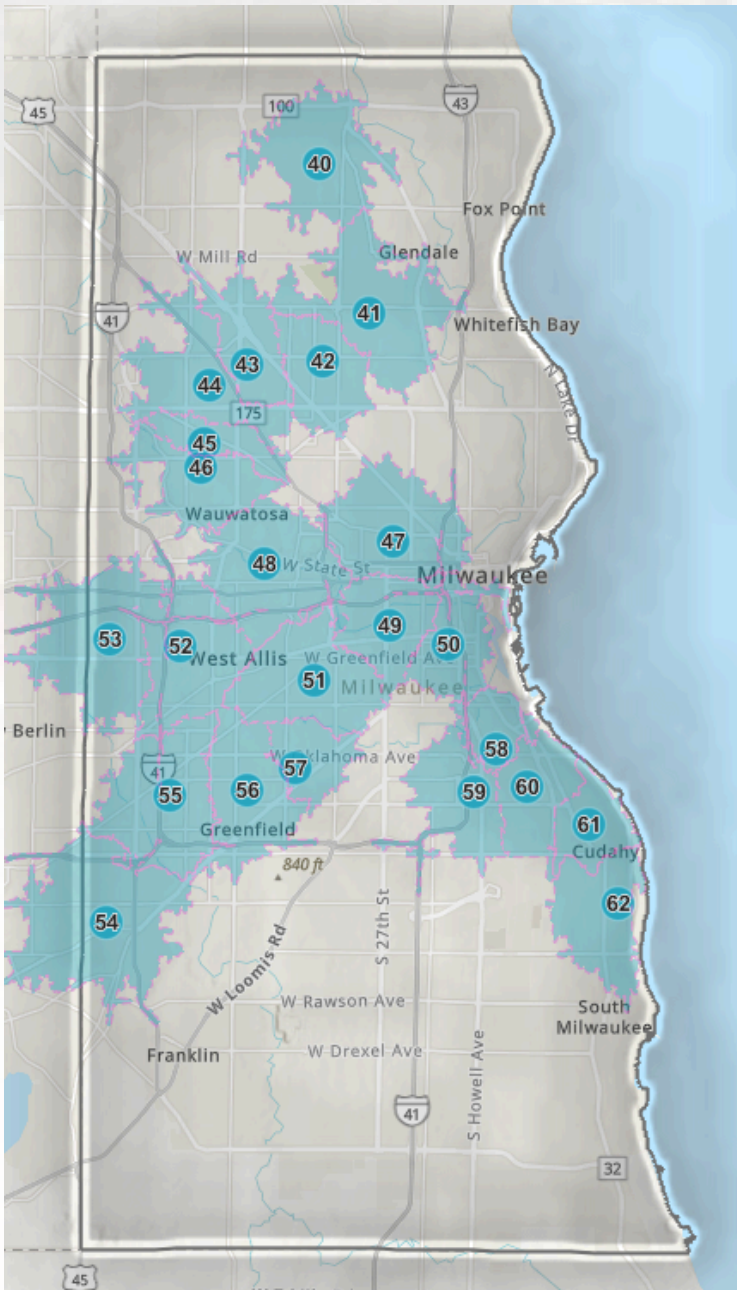 45
100
43
40
Fox Point
Glendale
W Mill Rd
41
41
Whitefish Bay
42
43
44
N Lake Dr
175
45
46
Wauwatosa
47
48
W State St
Milwaukee
49
53
52
50
West Allis
W Greenfield Ave
51
Milwaukee
Berlin
58
57
W Oklahoma Ave
41
55
56
59
60
61
Greenfield
Cudahy
840 ft
62
54
S 27th St
W Loomis Rd
W Rawson Ave
South
Milwaukee
Franklin
W Drexel Ave
S Howell Ave
41
32
45